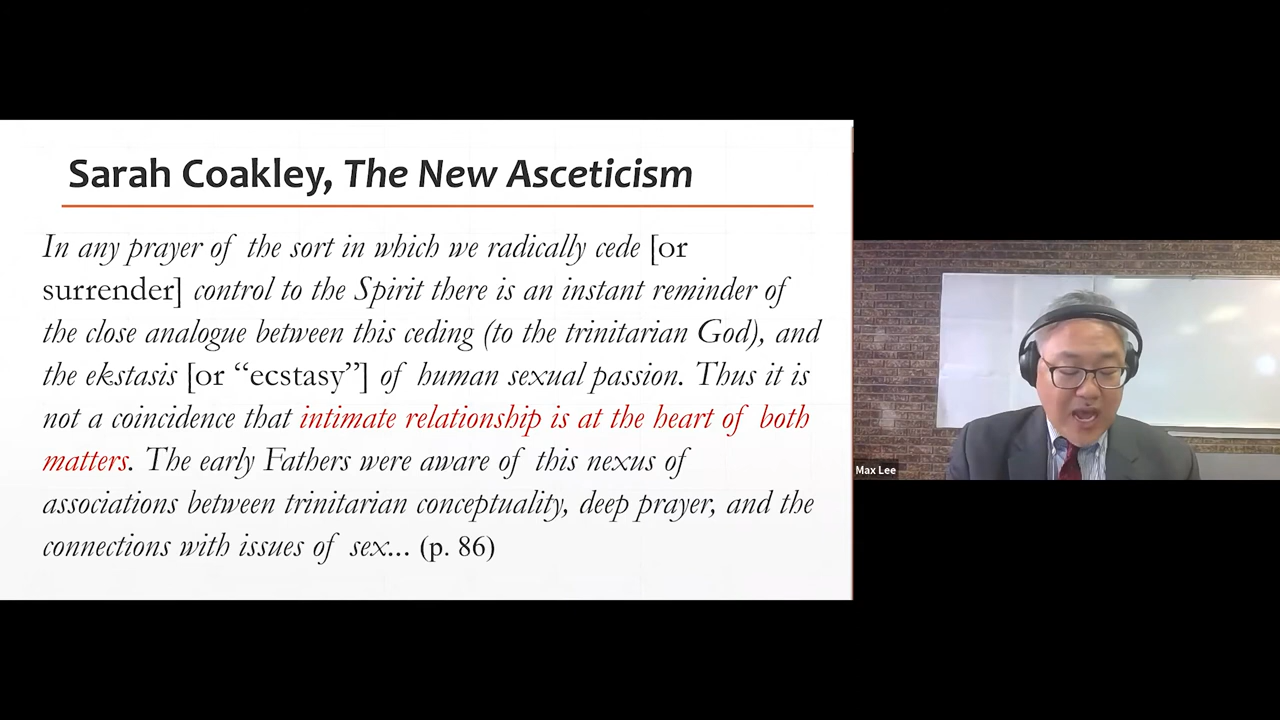 Sarah Coakley, The New Asceticism
In any prayer of the sort in which we radically cede [or
surrender] control to the Spirit there is an instant reminder of
the close analogue between this ceding (to the trinitarian God), and
the ekstasis [or “ecstasy”] of human sexual passion. Thus it is
not a coincidence that intimate relationship is at the heart of both
matters. The early Fathers were aware of this nexus of
associations between trinitarian conceptuality, deep prayer, and the
connections with issues of sex... (p. 86)
Max Lee